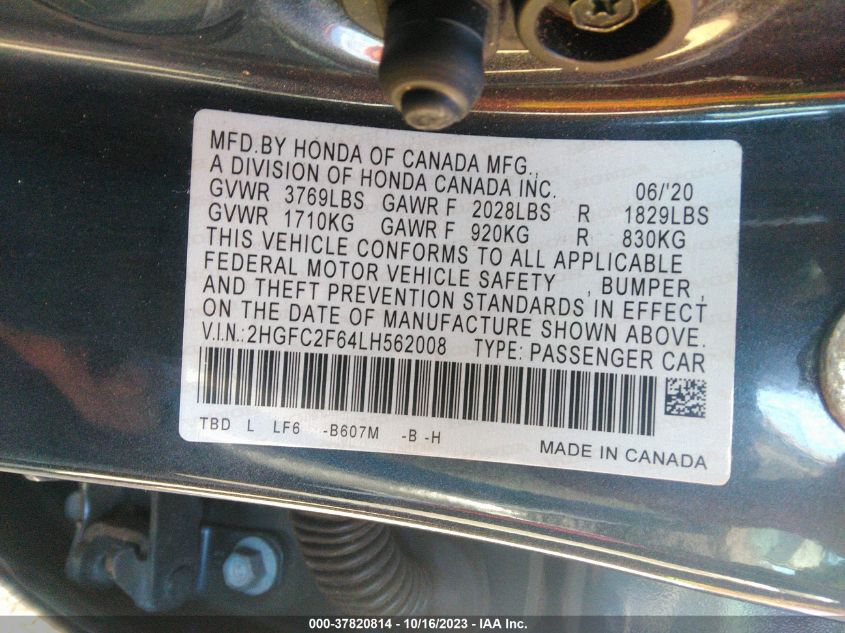 MFD.BY HONDA OF CANADA MFG.,
A DIVISION OF HONDA CANADA INC. 06/'20
GVWR 3769LBS GAWR F 2028LBS R 1829LBS
GVWR 1710KG GAWR F 920KG R 830KG
THIS VEHICLE CONFORMS TO ALL APPLICABLE
FEDERAL MOTOR VEHICLE SAFETY , BUMPER ,
AND THEFT PREVENTION STANDARDS IN EFFECT
ON THE DATE OF MANUFACTURE SHOWN ABOVE.
V.I.N.:2HGFC2F64LH562008 TYPE: PASSENGER CAR
TBD L LF6 -B607M -B -H
MADE IN CANADA
000-37820814 - 10/16/2023 - IAA Inc.